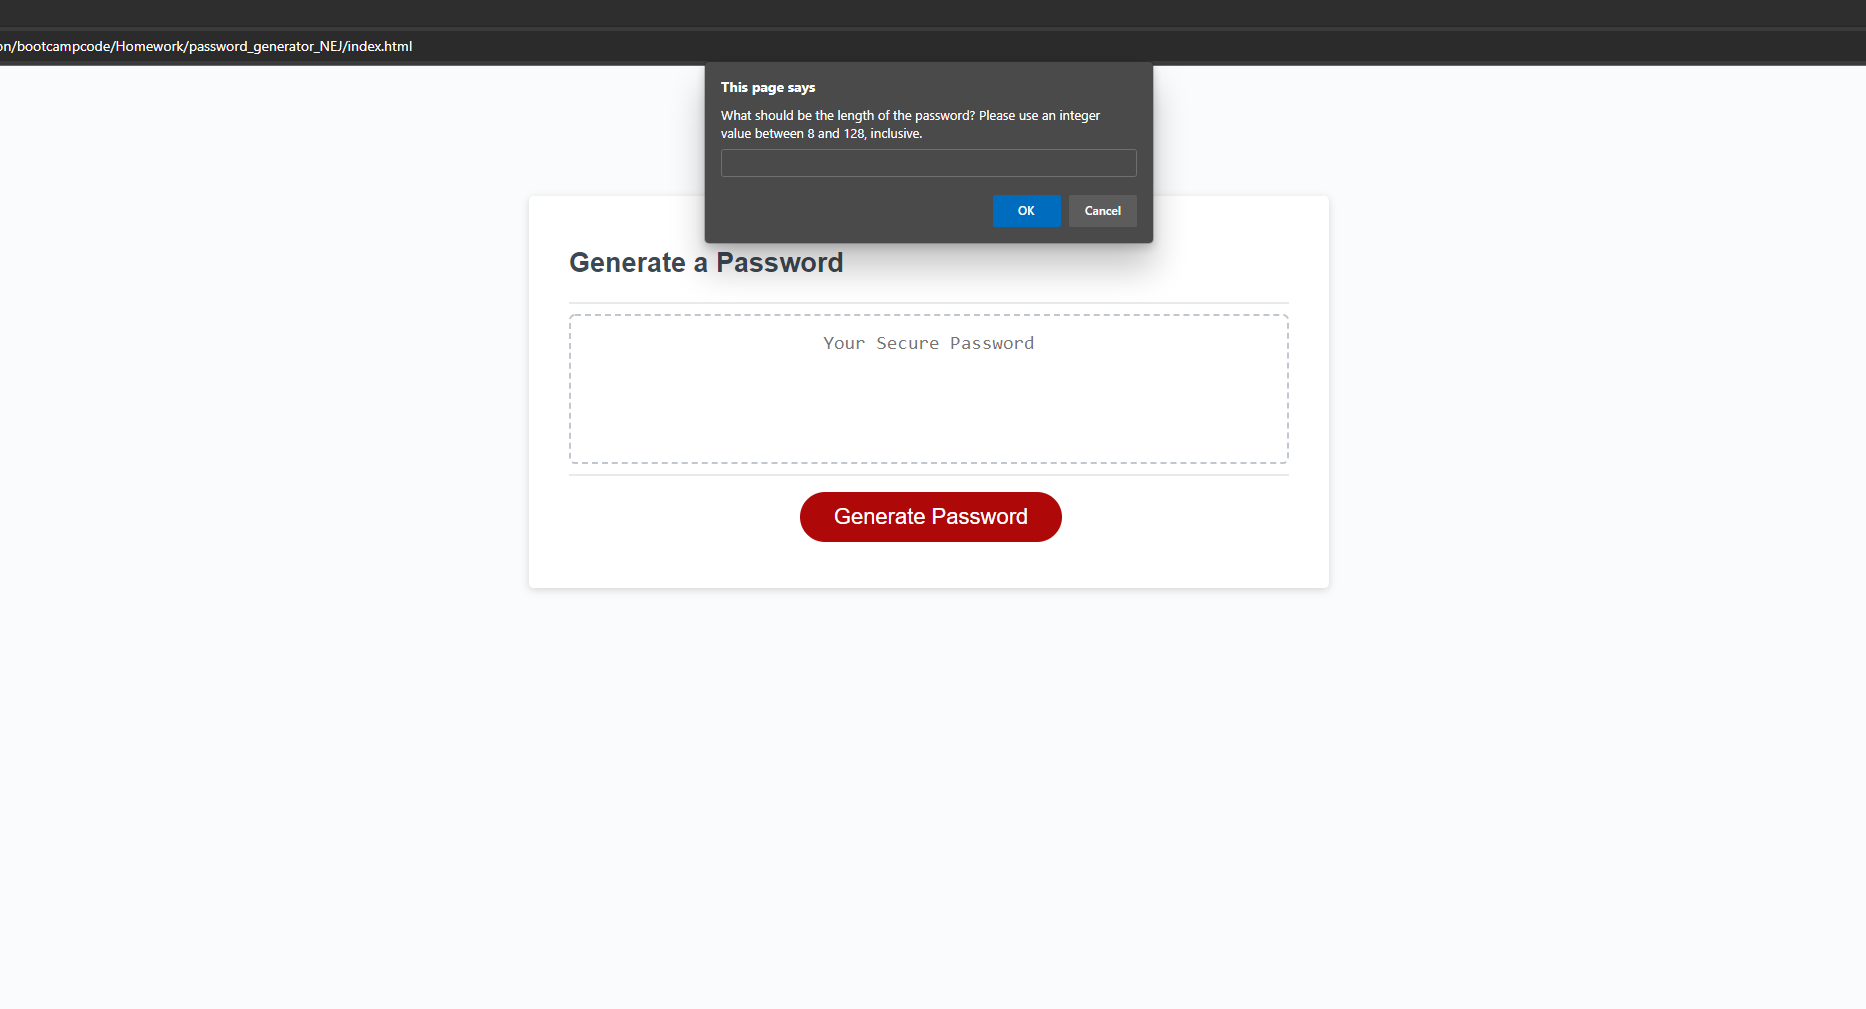 on/bootcampcode/Homework/password_generator_NEJ/index.html
This page says
What should be the length of the password? Please use an integer
value between 8 and 128, inclusive.
OK
Cancel
Generate a Password
Your Secure Password
Generate Password